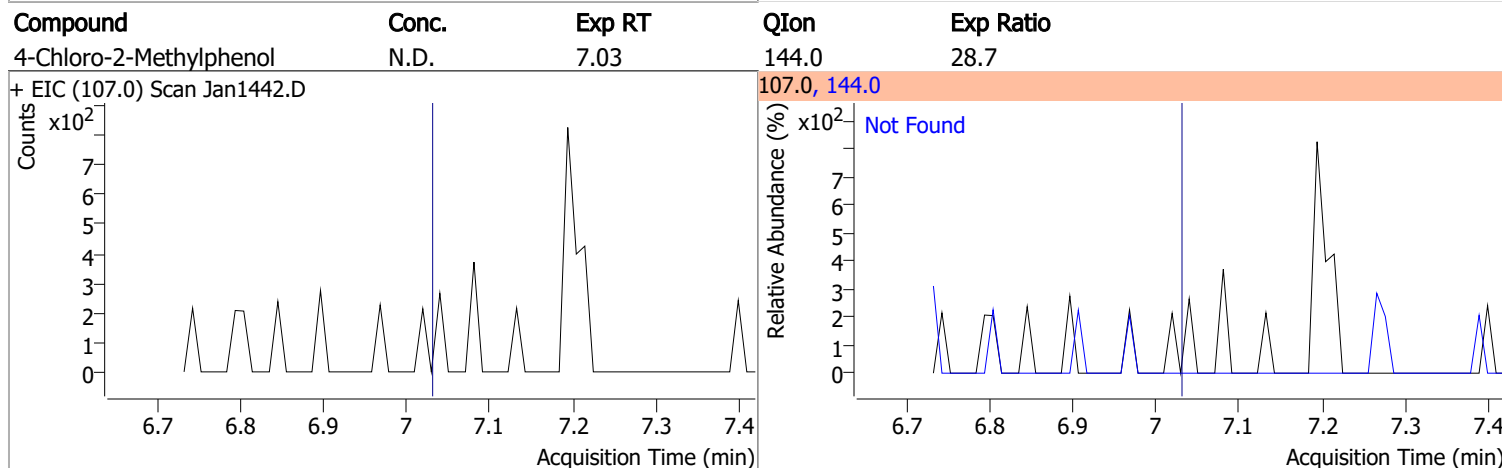 Compound Conc. Exp RT QIon Exp Ratio
4-Chloro-2-Methylphenol N.D. 7.03 144.0 28.7
+ EIC (107.0) Scan Jan1442.D
Counts
x10²
7
6
5
4
3
2
1
0
6.7 6.8 6.9 7 7.1 7.2 7.3 7.4
Acquisition Time (min)
107.0, 144.0
Relative Abundance (%)
x10²
Not Found
7
6
5
4
3
2
1
0
6.7 6.8 6.9 7 7.1 7.2 7.3 7.4
Acquisition Time (min)